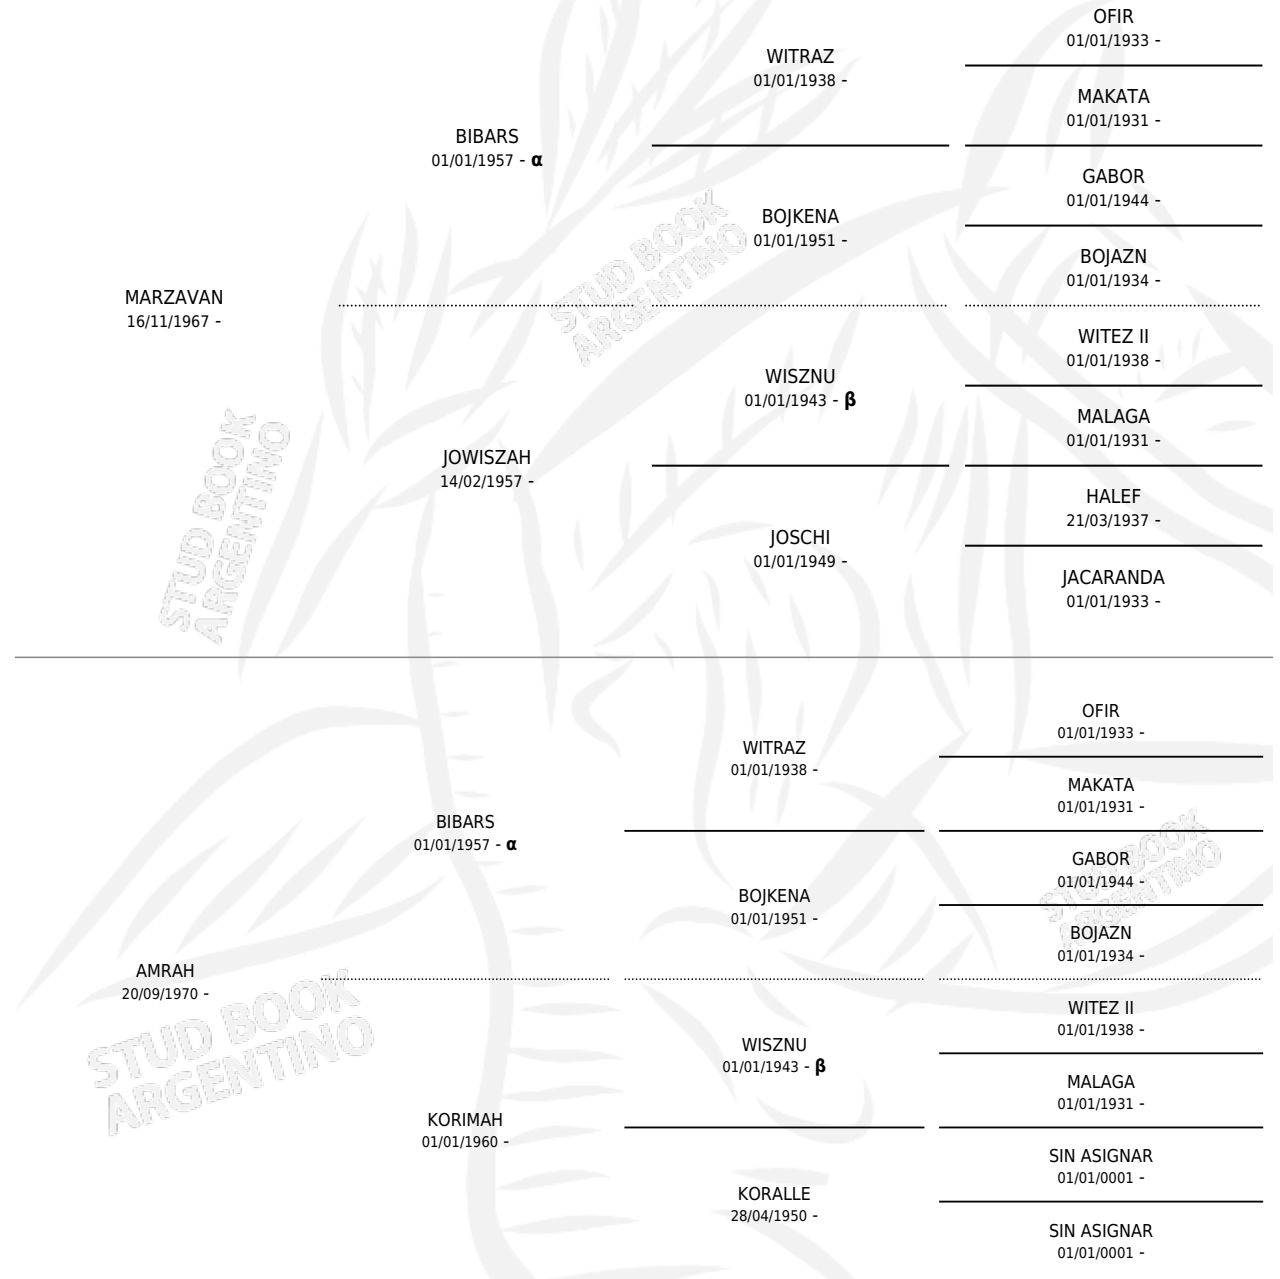 OFIR
01/01/1933 -
WITRAZ
01/01/1938 -
MAKATA
01/01/1931 -
BIBARS
01/01/1957 - α
GABOR
01/01/1944 -
BOJKENA
01/01/1951 -
BOJAZN
01/01/1934 -
MARZAVAN
16/11/1967 -
WITEZ II
01/01/1938 -
WISZNU
01/01/1943 - β
MALAGA
01/01/1931 -
JOWISZAH
14/02/1957 -
HALEF
21/03/1937 -
JOSCHI
01/01/1949 -
JACARANDA
01/01/1933 -
STUD BOOK
ARGENTINO
STUD BOOK
ARGENTINO
OFIR
01/01/1933 -
WITRAZ
01/01/1938 -
MAKATA
01/01/1931 -
BIBARS
01/01/1957 - α
GABOR
01/01/1944 -
BOJKENA
01/01/1951 -
BOJAZN
01/01/1934 -
AMRAH
20/09/1970 -
WITEZ II
01/01/1938 -
WISZNU
01/01/1943 - β
MALAGA
01/01/1931 -
KORIMAH
01/01/1960 -
SIN ASIGNAR
01/01/0001 -
KORALLE
28/04/1950 -
SIN ASIGNAR
01/01/0001 -
STUD BOOK
ARGENTINO
STUD BOOK
ARGENTINO